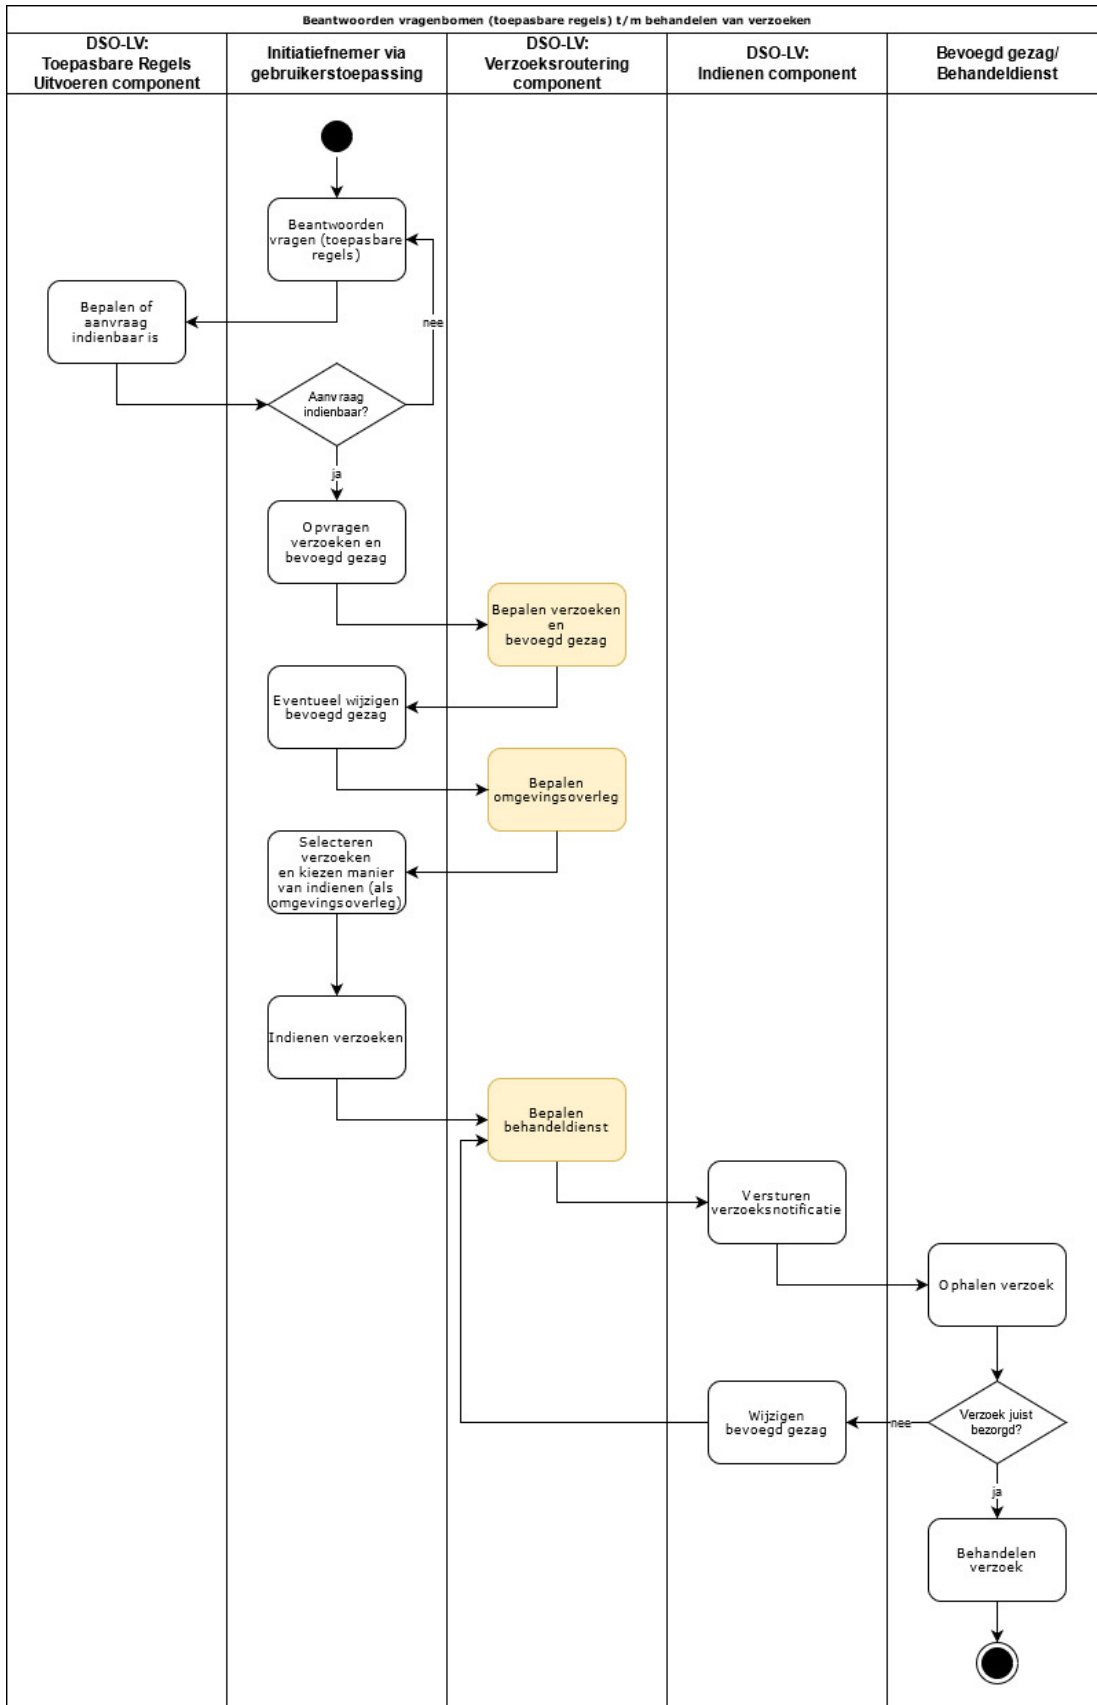 Beantwoorden vragenbomen (toepasbare regels) t/m behandelen van verzoeken
DSO-LV:
Toepasbare Regels
Uitvoeren component
Initiatiefnemer via
gebruikerstoepassing
DSO-LV:
Verzoeksroutering
component
DSO-LV:
Indienen component
Bevoegd gezag/
Behandeldienst
Beantwoorden
vragen (toepasbare
regels)
Bepalen of
aanvraag
indienbaar is
nee
Aanvraag
indienbaar?
ja
Opvragen
verzoeken en
bevoegd gezag
Bepalen verzoeken
en
bevoegd gezag
Eventueel wijzigen
bevoegd gezag
Bepalen
omgevingsoverleg
Selecteren
verzoeken
en kiezen manier
van indienen (als
omgevingsoverleg)
Indienen verzoeken
Bepalen
behandeldienst
Versturen
verzoeksnotificatie
Ophalen verzoek
Verzoek juist
bezorgd?
nee
Wijzigen
bevoegd gezag
ja
Behandelen
verzoek